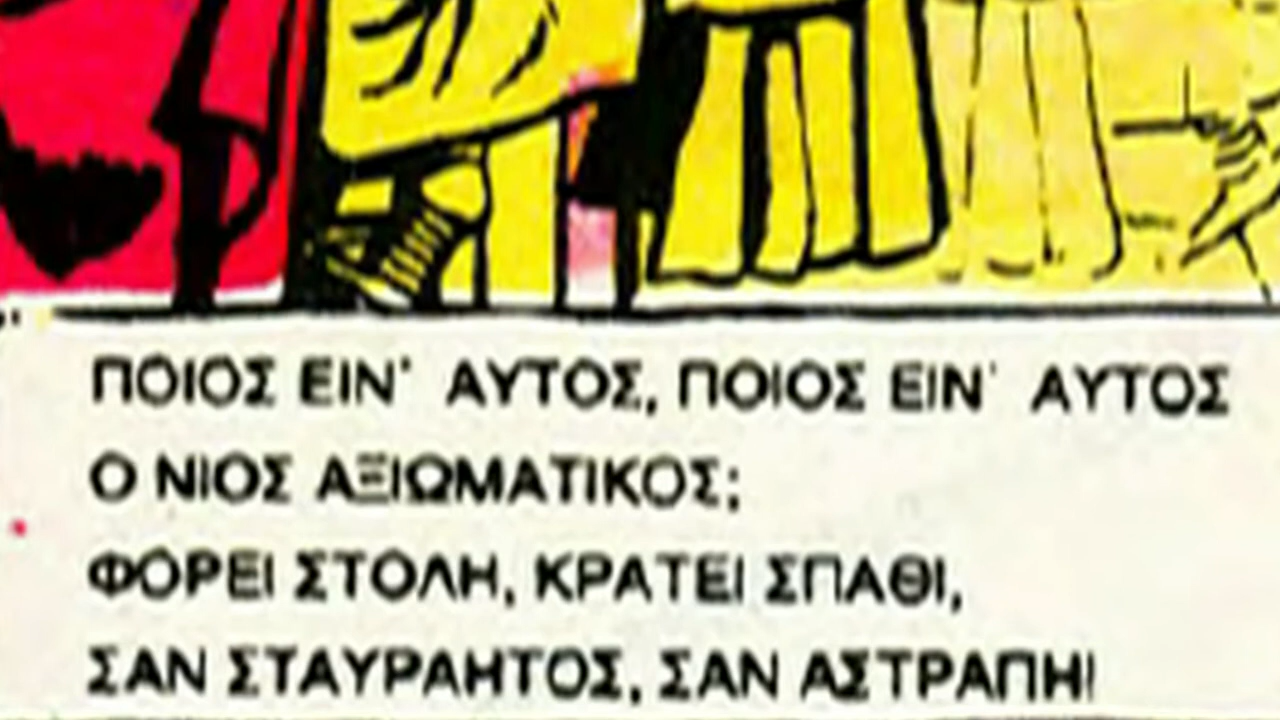 ΠΟΙΟΣ ΕΙΝ' ΑΥΤΟΣ, ΠΟΙΟΣ ΕΙΝ' ΑΥΤΟΣ
Ο ΝΙΟΣ ΑΞΙΩΜΑΤΙΚΟΣ;
ΦΟΡΕΙ ΣΤΟΛΗ, ΚΡΑΤΕΙ ΣΠΑΘΙ,
ΣΑΝ ΣΤΑΥΡΑΗΤΟΣ, ΣΑΝ ΑΣΤΡΑΠΗ!